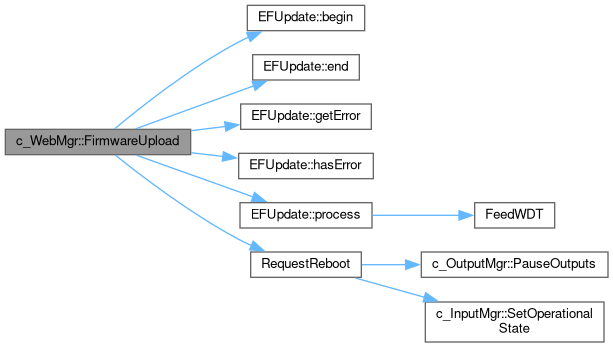 EFUpdate::begin
EFUpdate::end
EFUpdate::getError
c_WebMgr::FirmwareUpload
EFUpdate::hasError
EFUpdate::process
FeedWDT
RequestReboot
c_OutputMgr::PauseOutputs
c_InputMgr::SetOperational
State